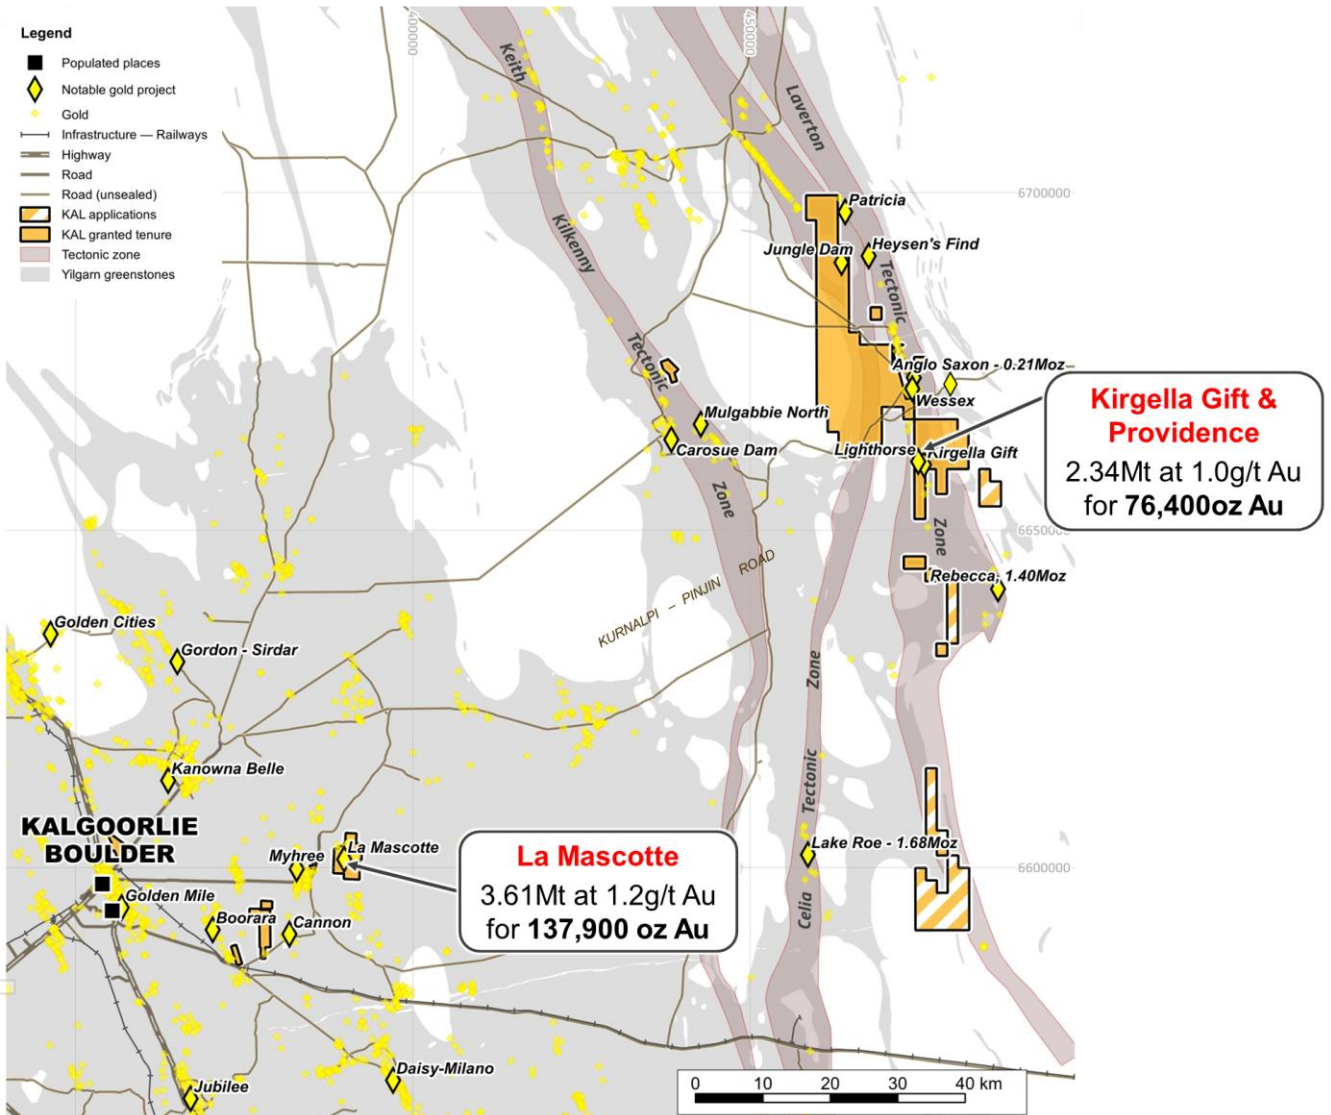 Legend
Populated places
Notable gold project
Gold
Infrastructure — Railways
Highway
Road
Road (unsealed)
KAL applications
KAL granted tenure
Tectonic zone
Yilgarn greenstones
400000
450000
Keith
Kilkenny
Tectonic
Zone
Laverton
Tectonic
Zone
6700000
Patricia
Jungle Dam
Heysen's Find
Anglo Saxon - 0.21Moz
Wessex
Mulgabbie North
Carosue Dam
Lighthorse
Kirgella Gift
Kirgella Gift &
Providence
2.34Mt at 1.0g/t Au
for 76,400oz Au
6650000
KURNALPI – PINJIN ROAD
Rebecca, 1.40Moz
Golden Cities
Gordon - Sirdar
Kanowna Belle
KALGOORLIE
BOULDER
Golden Mile
Myhree
La Mascotte
Boorara
Cannon
La Mascotte
3.61Mt at 1.2g/t Au
for 137,900 oz Au
Zone
Tectonic
Celia
Lake Roe - 1.68Moz
6600000
Jubilee
Daisy-Milano
0 10 20 30 40 km